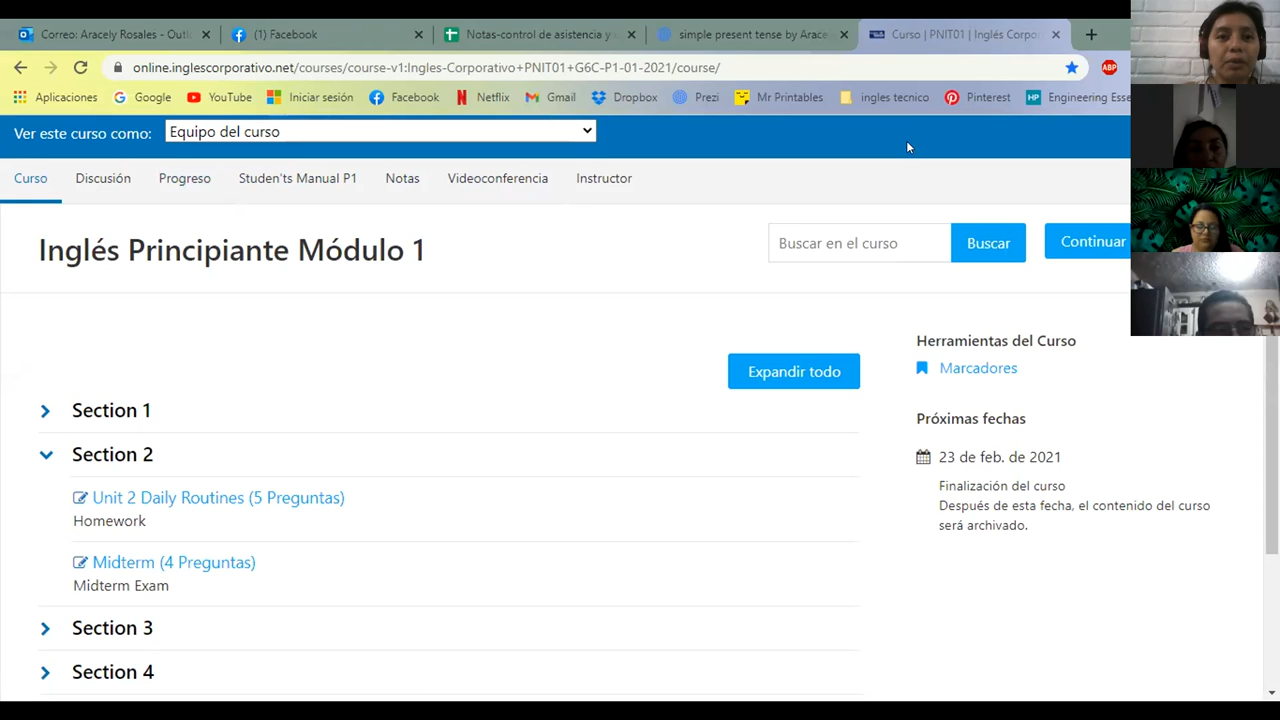 Correo: Aracely Rosales - Outl
(1) Facebook
Notas-control de asistencia y
simple present tense by Arace
Curso | PNIT01 | Inglés Corpo
online.inglescorporativo.net/courses/course-v1:Ingles-Corporativo+PNIT01+G6C-P1-01-2021/course/
ABP
Aplicaciones
Google
YouTube
Iniciar sesión
Facebook
Netflix
Gmail
Dropbox
Prezi
Mr Printables
ingles tecnico
Pinterest
HP
Engineering Esse
Ver este curso como:
Equipo del curso
Curso
Discusión
Progreso
Studen'ts Manual P1
Notas
Videoconferencia
Instructor
Inglés Principiante Módulo 1
Buscar en el curso
Buscar
Continuar
Herramientas del Curso
Marcadores
Expandir todo
Próximas fechas
23 de feb. de 2021
Finalización del curso
Después de esta fecha, el contenido del curso
será archivado.
Section 1
Section 2
Unit 2 Daily Routines (5 Preguntas)
Homework
Midterm (4 Preguntas)
Midterm Exam
Section 3
Section 4